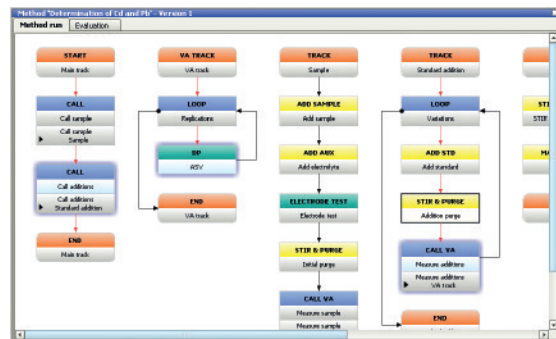 Method 'Determination of Cd and Pb' - Version 1
Method run
Evaluation
START
Main track
CALL
Call sample
Call sample
Sample
CALL
Call additions
Call additions
Standard addition
END
Main track
VA TRACK
VA track
LOOP
Replications
DP
ASV
END
VA track
TRACK
Sample
ADD SAMPLE
Add sample
ADD AUX
Add electrolyte
ELECTRODE TEST
Electrode test
STIR & PURGE
Initial purge
CALL VA
Measure sample
Measure sample
TRACK
Standard addition
LOOP
Variations
ADD STD
Add standard
STIR & PURGE
Addition purge
CALL VA
Measure additions
Measure additions
VA track
END
STIR